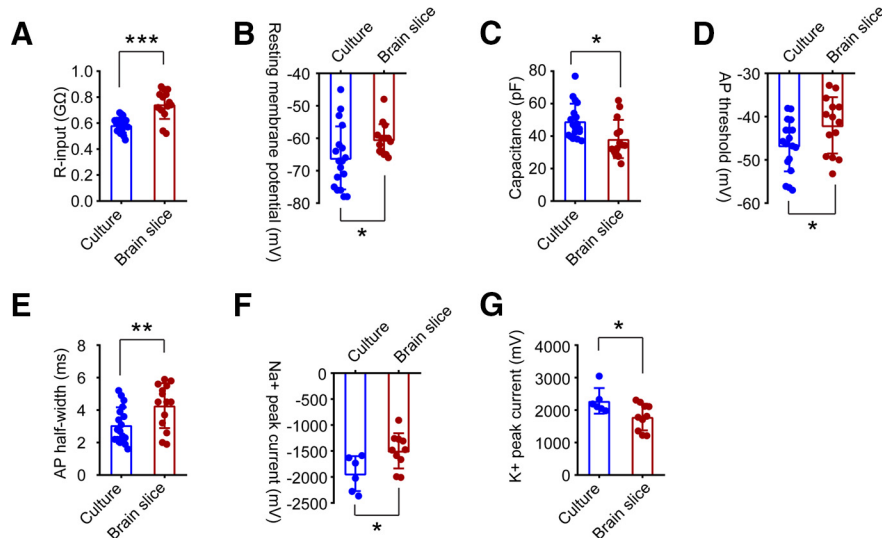 A
***
R-input (GΩ)
1.0
0.8
0.6
0.4
0.2
0.0
Culture
Brain slice
B
Resting membrane potential (mV)
Culture
Brain slice
-40
-50
-60
-70
-80
*
C
*
Capacitance (pF)
80
60
40
20
0
Culture
Brain slice
D
AP threshold (mV)
Culture
Brain slice
-30
-40
-50
-60
*
E
**
AP half-width (ms)
8
6
4
2
0
Culture
Brain slice
F
Na+ peak current (mV)
Culture
Brain slice
0
-500
-1000
-1500
-2000
-2500
*
G
*
K+ peak current (mV)
4000
3000
2000
1000
0
Culture
Brain slice